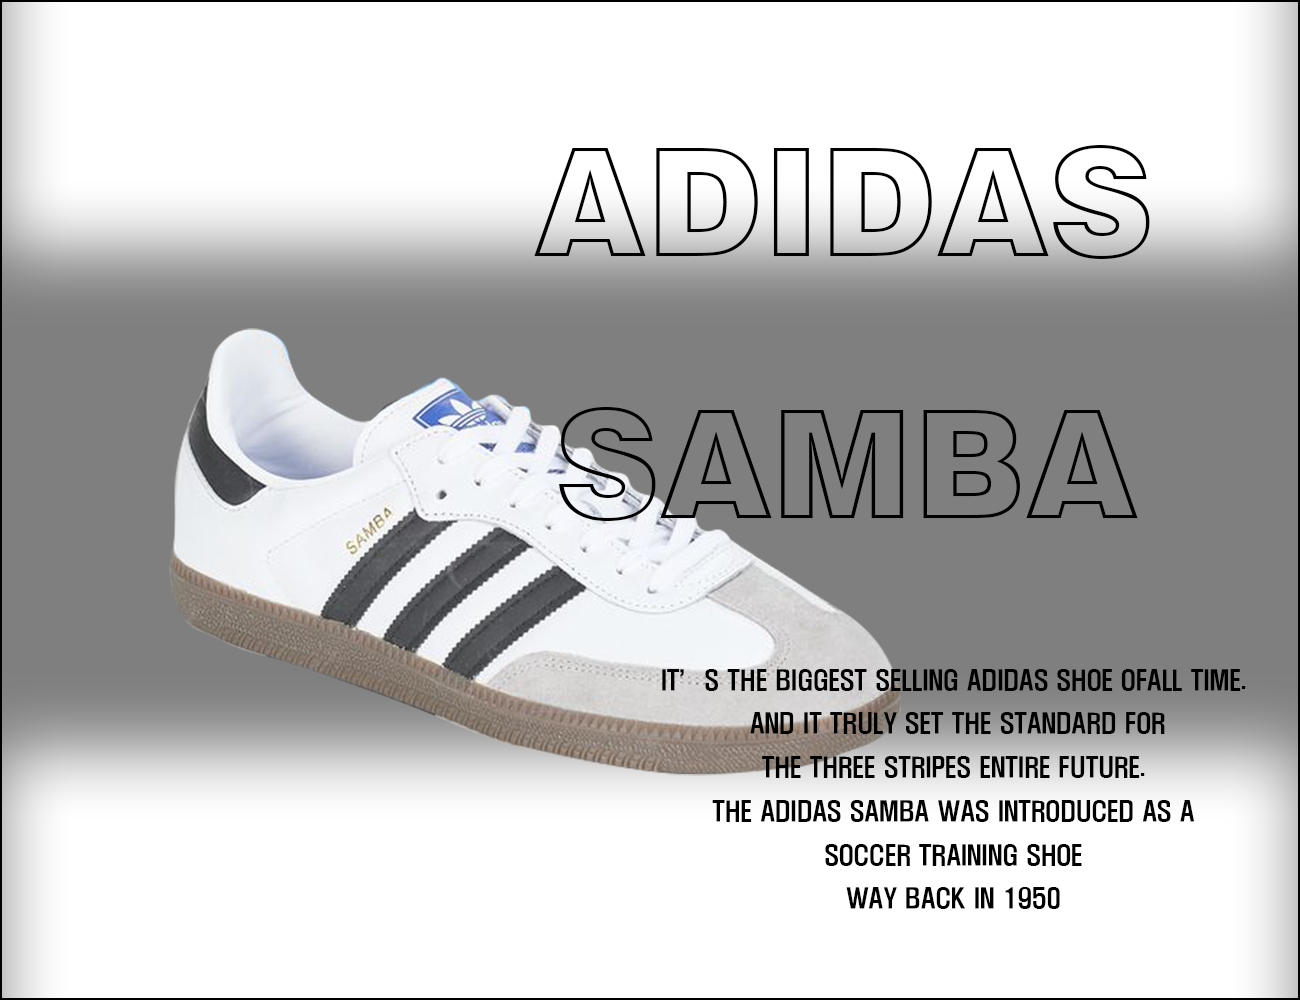 ADIDAS
SAMBA
SAMBA
IT’ S THE BIGGEST SELLING ADIDAS SHOE OFALL TIME.
AND IT TRULY SET THE STANDARD FOR
THE THREE STRIPES ENTIRE FUTURE.
THE ADIDAS SAMBA WAS INTRODUCED AS A
SOCCER TRAINING SHOE
WAY BACK IN 1950